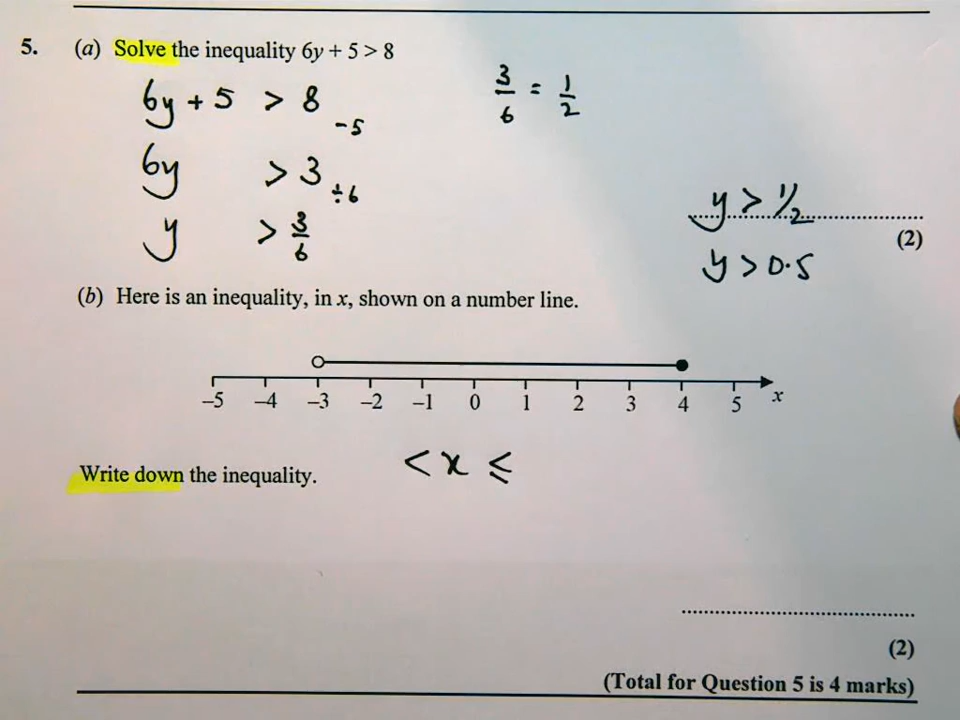 5. (a) Solve the inequality 6y + 5 > 8
6y + 5 > 8
-5
3/6 = 1/2
6y > 3
÷6
y > 3/6
y > 1/2
(2)
y > 0.5
(b) Here is an inequality, in x, shown on a number line.
–5 –4 –3 –2 –1 0 1 2 3 4 5 x
< x ≤
Write down the inequality.
(2)
(Total for Question 5 is 4 marks)